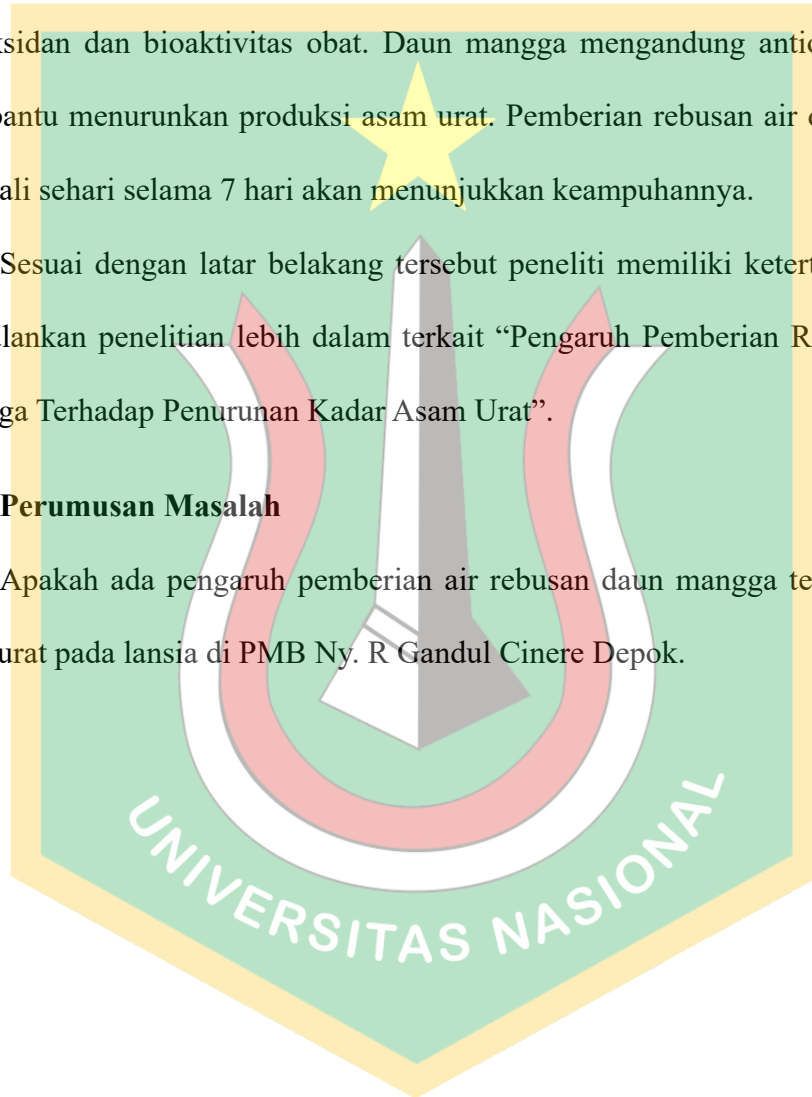 ksidan dan bioaktivitas obat. Daun mangga mengandung
bantu menurunkan produksi asam urat. Pemberian rebusan air
ali sehari selama 7 hari akan menunjukkan keampuhannya.
Sesuai dengan latar belakang tersebut peneliti memiliki
lankan penelitian lebih dalam terkait “Pengaruh Pemberian R
ga Terhadap Penurunan Kadar Asam Urat”.
Perumusan Masalah
Apakah ada pengaruh pemberian air rebusan daun mangga te
urat pada lansia di PMB Ny. R Gandul Cinere Depok.
UNIVERSITAS NASIONAL